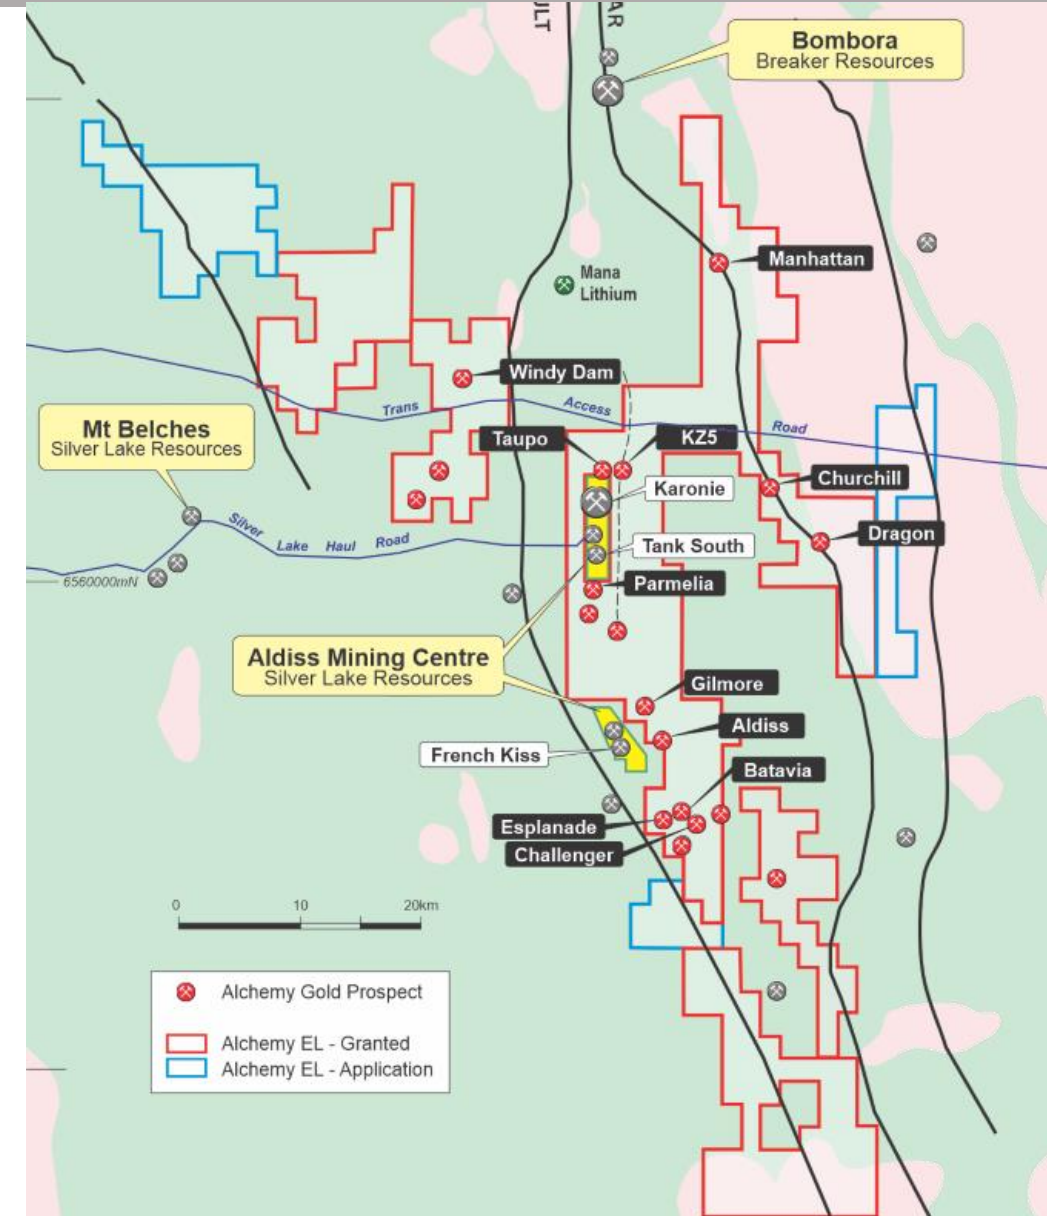 ULT
AR
Bombora
Breaker Resources
Manhattan
Mana
Lithium
Windy Dam
Trans Access Road
Mt Belches
Silver Lake Resources
Taupo
KZ5
Karonie
Churchill
Silver Lake Haul Road
Tank South
Dragon
6560000mN
Parmelia
Aldiss Mining Centre
Silver Lake Resources
Gilmore
Aldiss
French Kiss
Batavia
Esplanade
Challenger
0 10 20km
Alchemy Gold Prospect
Alchemy EL - Granted
Alchemy EL - Application